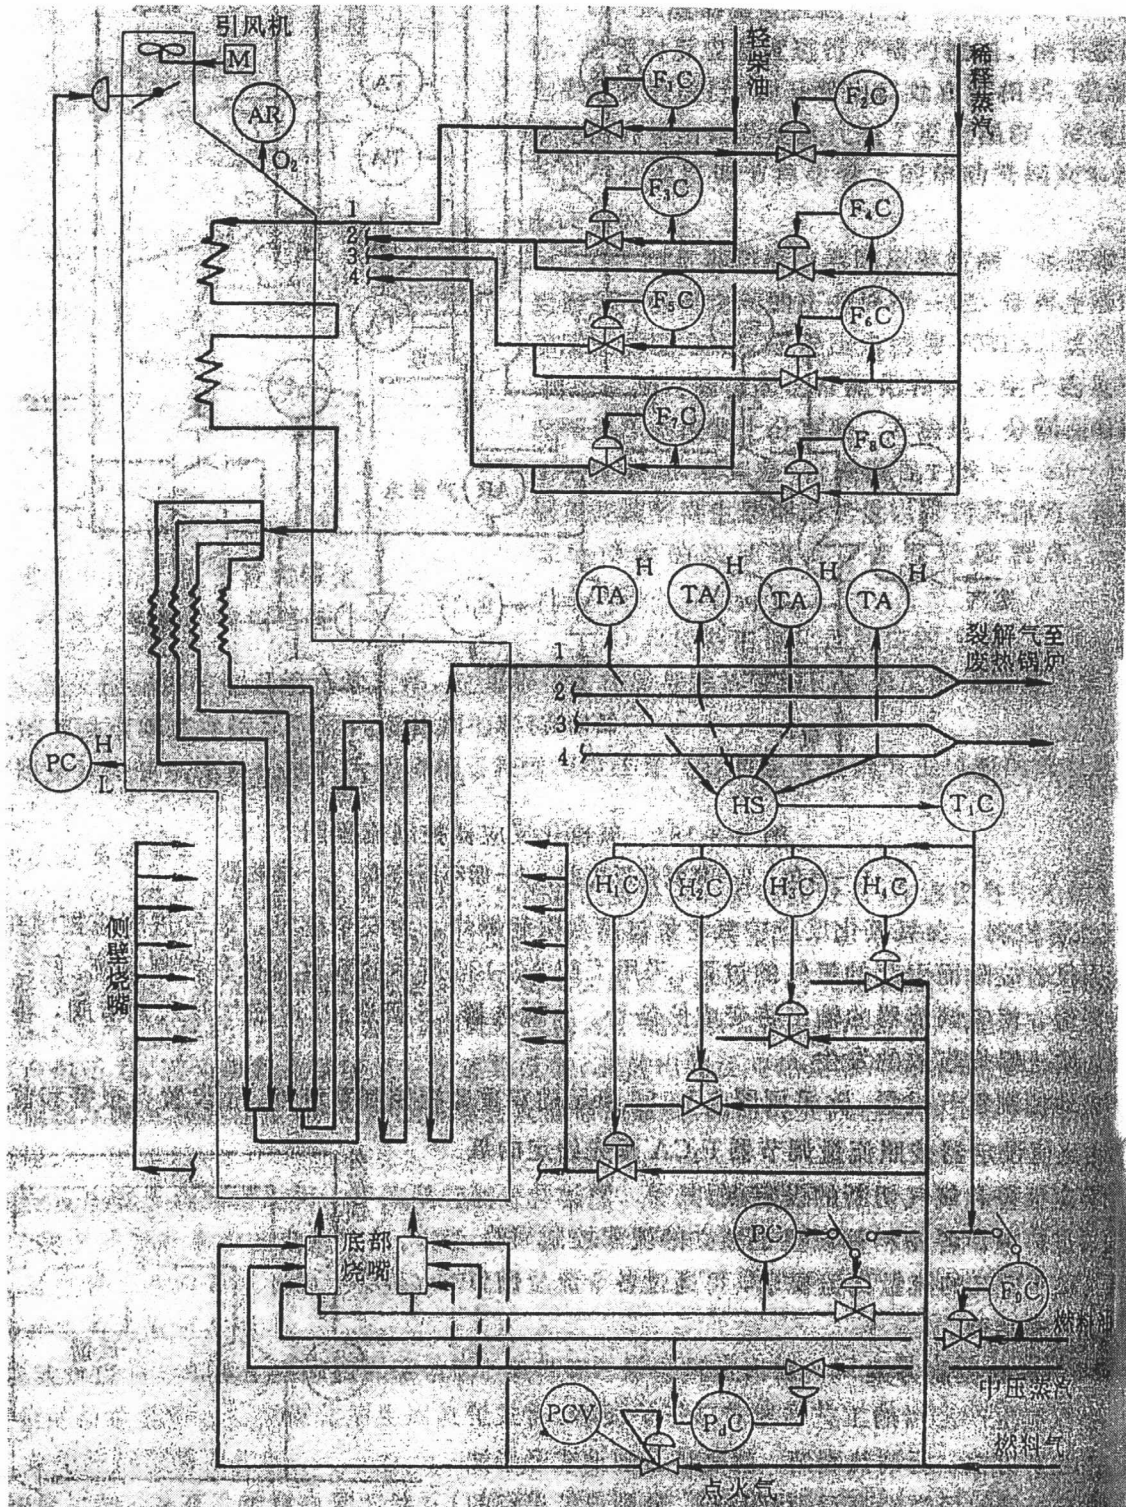 引风机
M
AR
O₂
轻柴油
稀释蒸汽
F₁C
F₂C
F₃C
F₄C
F₅C
F₆C
F₇C
F₈C
1
2
3
4
TA
H
TA
H
TA
H
TA
H
1
2
3
4
裂解气至
废热锅炉
PC
H
L
HS
T₁C
H₁C
H₂C
H₃C
H₄C
侧壁烧嘴
底部
烧嘴
PC
F₉C
燃料油
中压蒸汽
PCV
PdC
燃料气
点火气